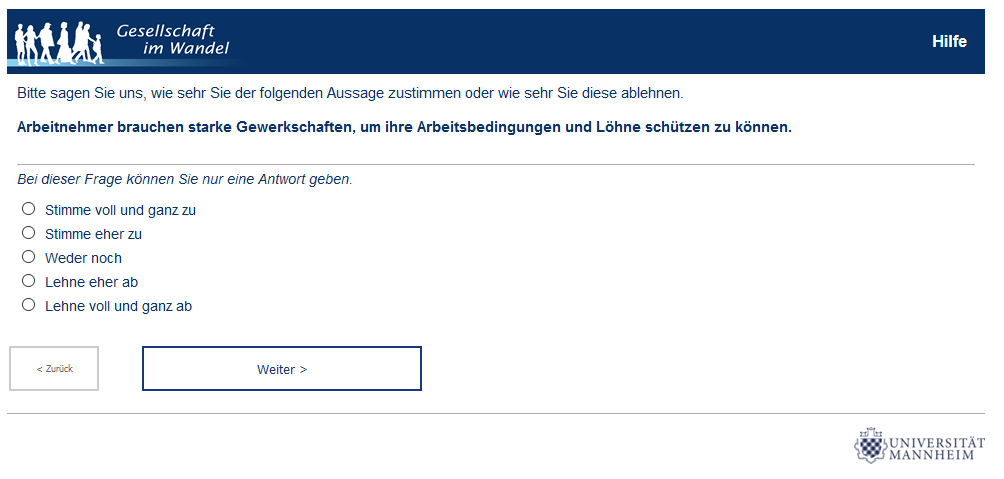 Gesellschaft
im Wandel
Hilfe
Bitte sagen Sie uns, wie sehr Sie der folgenden Aussage zustimmen oder wie sehr Sie diese ablehnen.
Arbeitnehmer brauchen starke Gewerkschaften, um ihre Arbeitsbedingungen und Löhne schützen zu können.
Bei dieser Frage können Sie nur eine Antwort geben.
Stimme voll und ganz zu
Stimme eher zu
Weder noch
Lehne eher ab
Lehne voll und ganz ab
< Zurück
Weiter >
UNIVERSITÄT
MANNHEIM